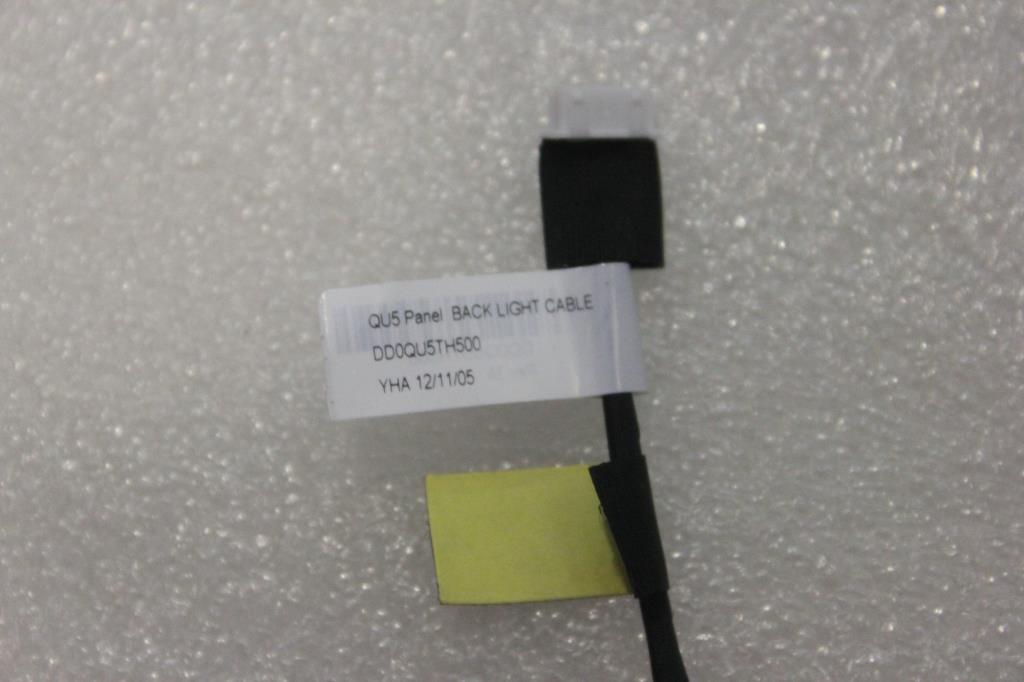 QU5 Panel BACK LIGHT CABLE
DD0QU5TH500
YHA 12/11/05